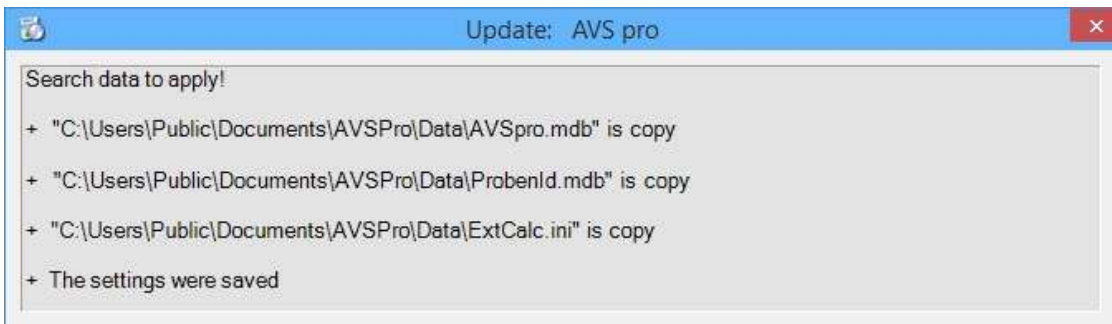 Update: AVS pro
Search data to apply!
+ "C:\Users\Public\Documents\AVSPro\Data\AVSpro.mdb" is copy
+ "C:\Users\Public\Documents\AVSPro\Data\ProbenId.mdb" is copy
+ "C:\Users\Public\Documents\AVSPro\Data\ExtCalc.ini" is copy
+ The settings were saved